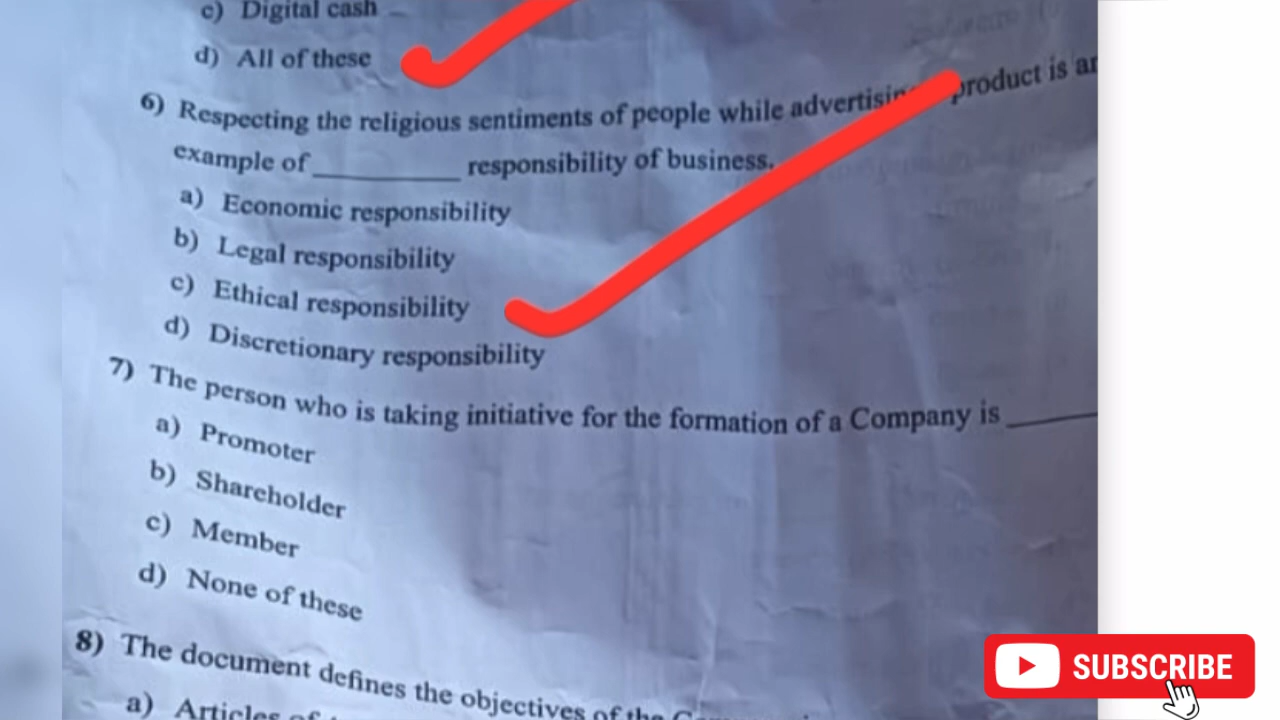 c) Digital cash
d) All of these
6) Respecting the religious sentiments of people while advertising product is an
example of_________ responsibility of business.
a) Economic responsibility
b) Legal responsibility
c) Ethical responsibility
d) Discretionary responsibility
7) The person who is taking initiative for the formation of a Company is ______
a) Promoter
b) Shareholder
c) Member
d) None of these
8) The document defines the objectives of the
a) Articles of
SUBSCRIBE